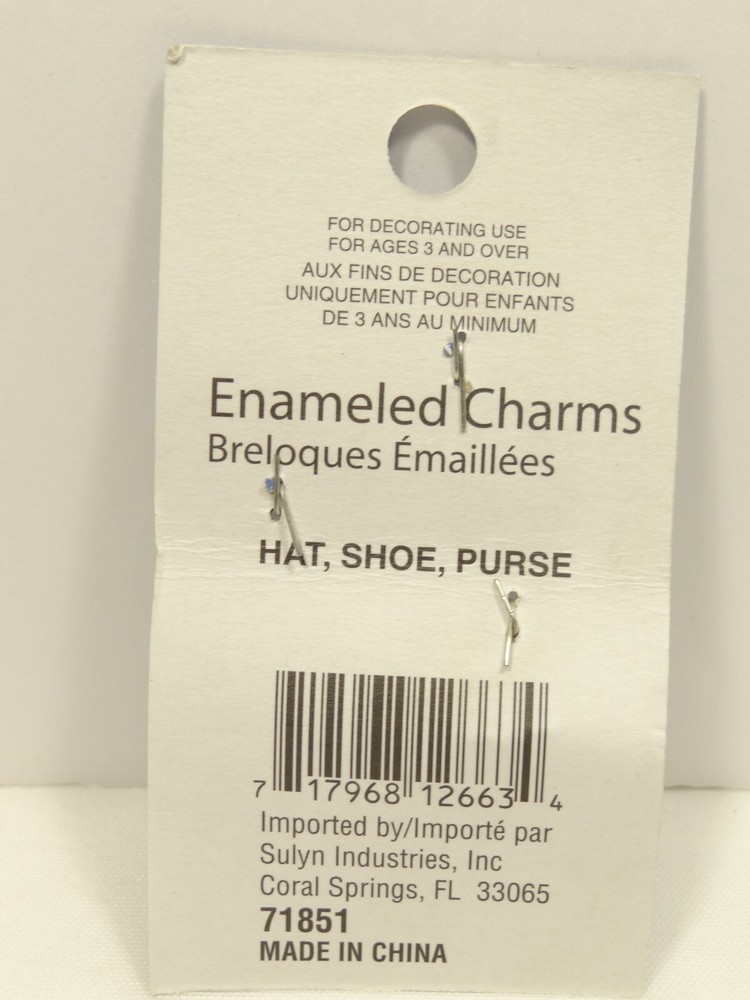 FOR DECORATING USE
FOR AGES 3 AND OVER
AUX FINS DE DECORATION
UNIQUEMENT POUR ENFANTS
DE 3 ANS AU MINIMUM
Enameled Charms
Breloques Émaillées
HAT, SHOE, PURSE
7 17968 12663 4
Imported by/Importé par
Sulyn Industries, Inc
Coral Springs, FL 33065
71851
MADE IN CHINA